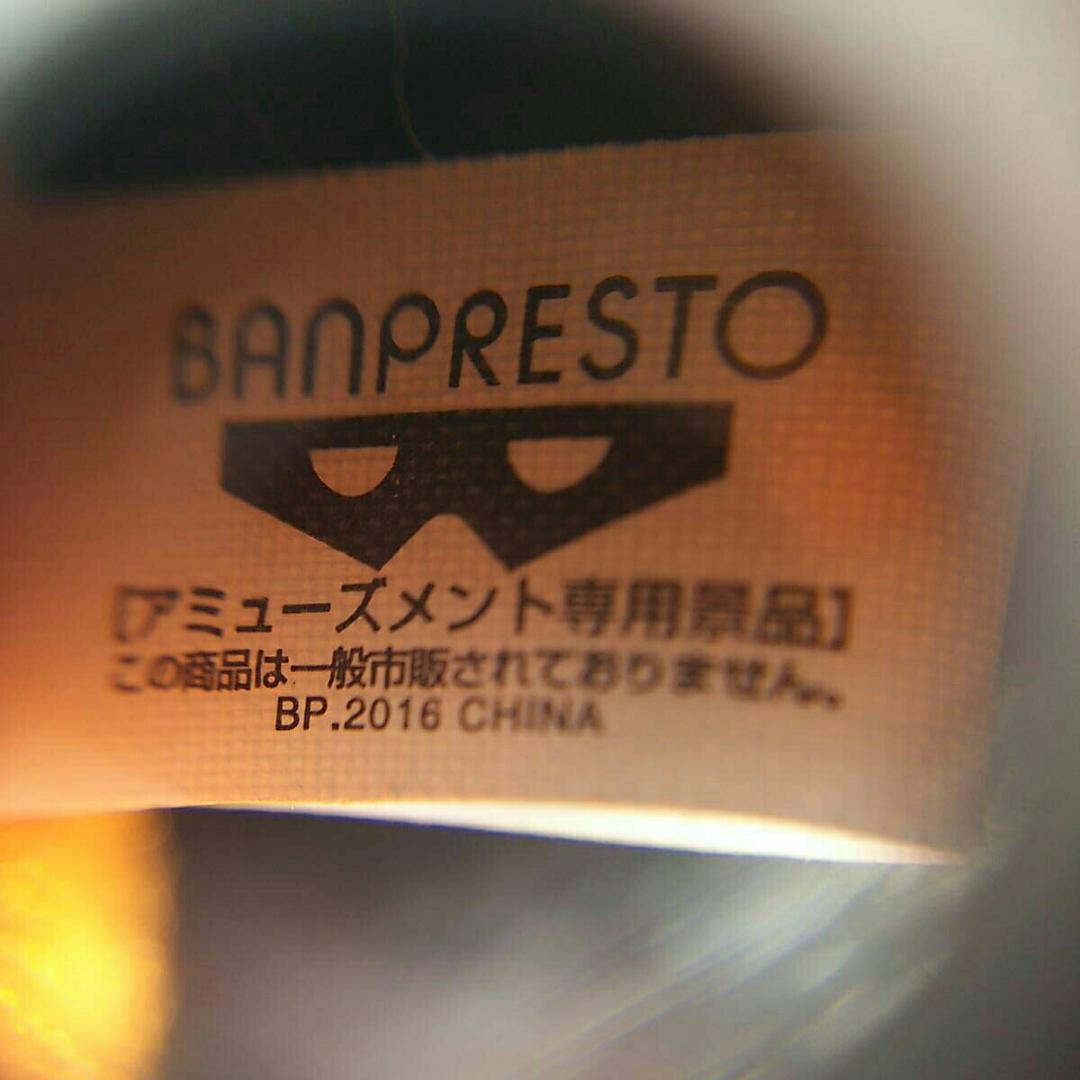 BANPRESTO
[アミューズメント専用景品]
この商品は一般市販されておりません。
BP.2016 CHINA